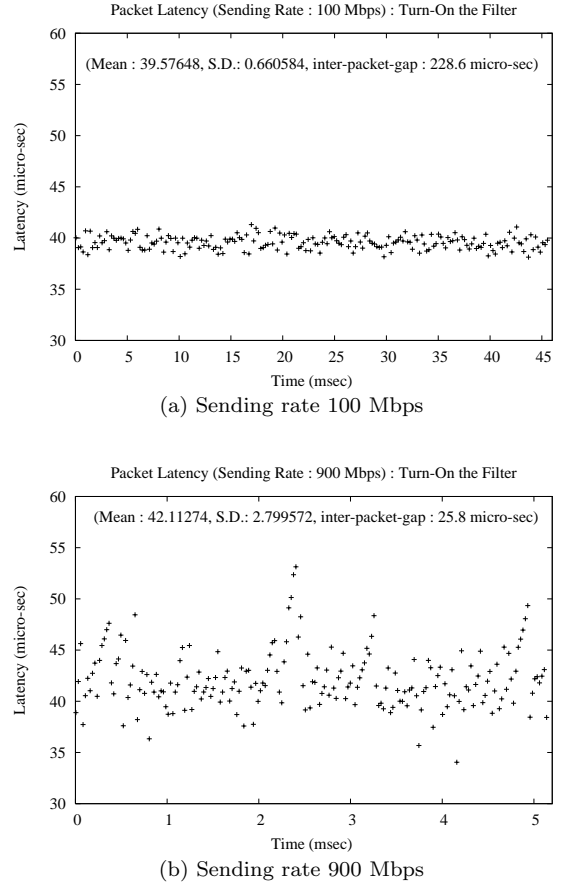 Packet Latency (Sending Rate : 100 Mbps) : Turn-On the Filter
(Mean : 39.57648, S.D.: 0.660584, inter-packet-gap : 228.6 micro-sec)
60
55
50
45
40
35
30
Latency (micro-sec)
0 5 10 15 20 25 30 35 40 45
Time (msec)
(a) Sending rate 100 Mbps
Packet Latency (Sending Rate : 900 Mbps) : Turn-On the Filter
(Mean : 42.11274, S.D.: 2.799572, inter-packet-gap : 25.8 micro-sec)
60
55
50
45
40
35
30
Latency (micro-sec)
0 1 2 3 4 5
Time (msec)
(b) Sending rate 900 Mbps